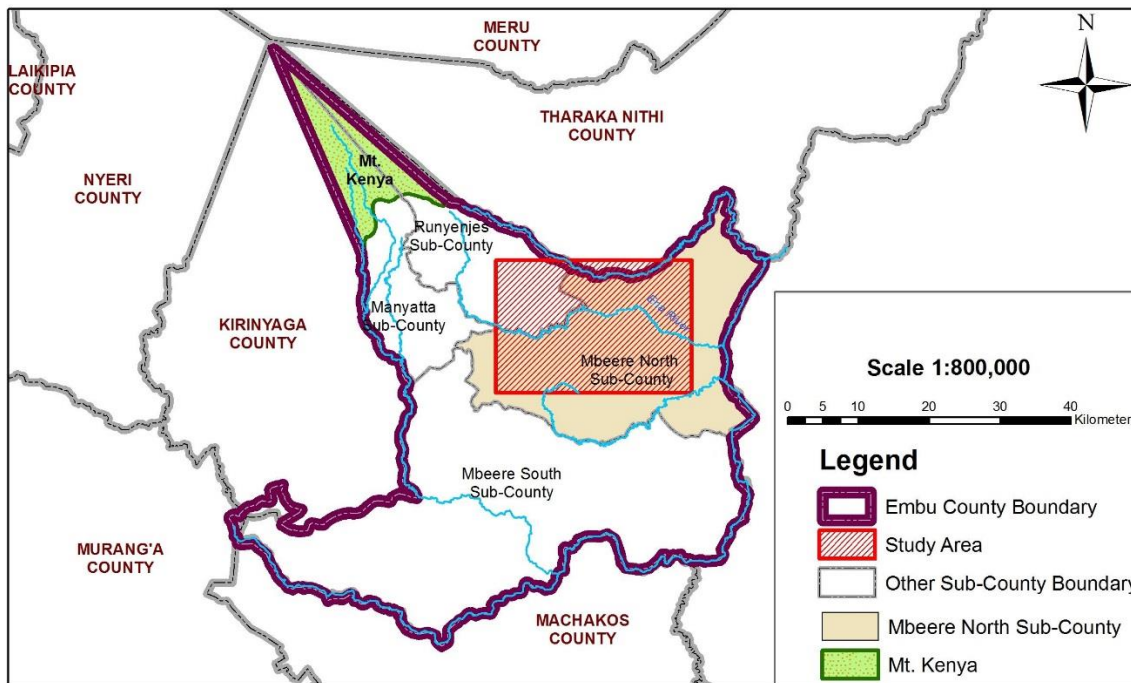 MERU
COUNTY
N
LAIKIPIA
COUNTY
THARAKA NITHI
COUNTY
NYERI
COUNTY
Mt.
Kenya
Runyenjes
Sub-County
Manyatta
Sub-County
KIRINYAGA
COUNTY
Ena River
Mbeere North
Sub-County
Mbeere South
Sub-County
MURANG'A
COUNTY
MACHAKOS
COUNTY
Scale 1:800,000
0 5 10 20 30 40
Kilometer
Legend
Embu County Boundary
Study Area
Other Sub-County Boundary
Mbeere North Sub-County
Mt. Kenya